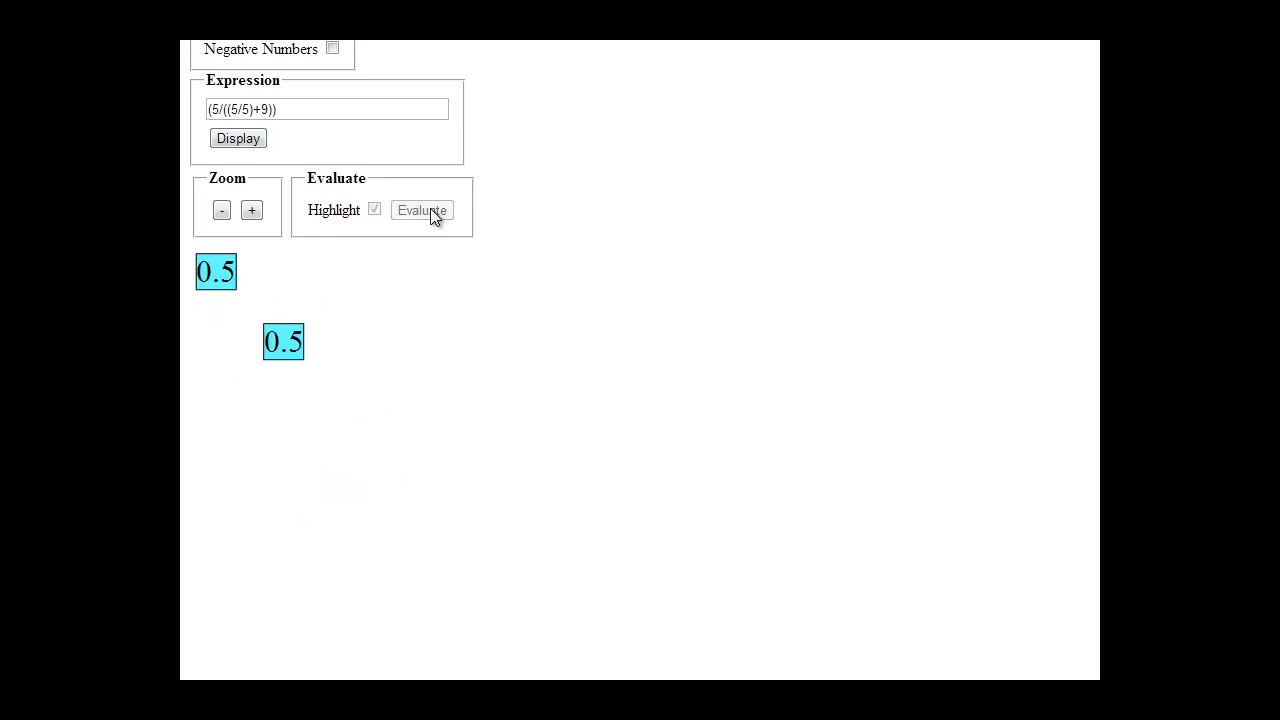 Negative Numbers
Expression
(5/((5/5)+9))
Display
Zoom
Evaluate
- +
Highlight Evaluate
0.5
0.5